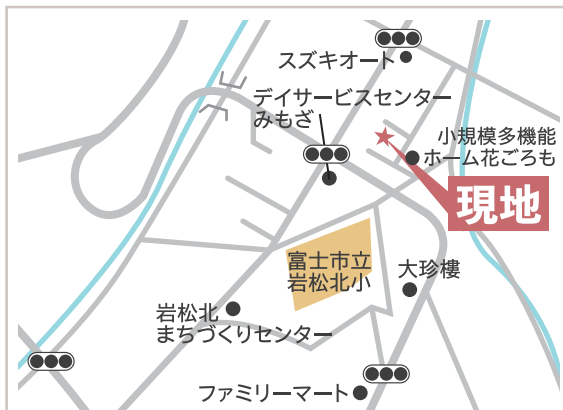 スズキオート
デイサービスセンター
みもざ
小規模多機能
ホーム花ごろも
現地
富士市立
岩松北小
大珍樓
岩松北
まちづくりセンター
ファミリーマート